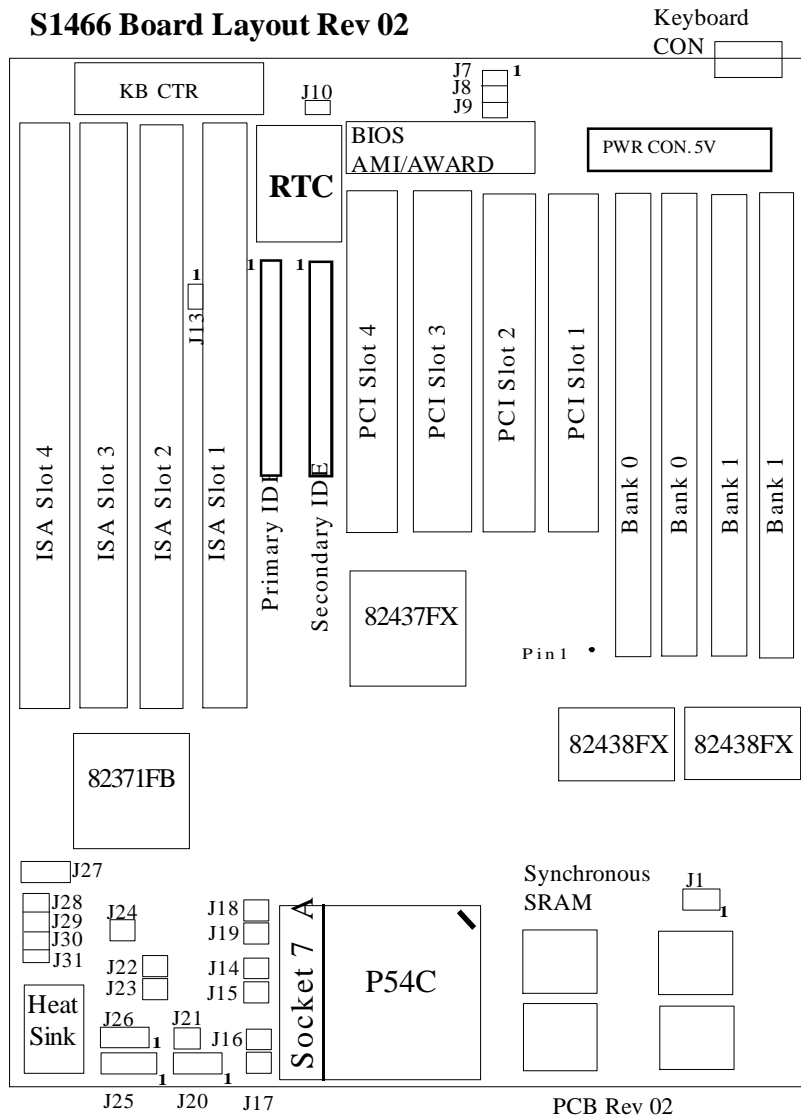 S1466 Board Layout Rev 02
Keyboard
CON
KB CTR
J10
J7
1
J8
J9
BIOS
AMI/AWARD
PWR CON. 5V
RTC
1
J13
1
1
ISA Slot 4
ISA Slot 3
ISA Slot 2
ISA Slot 1
Primary IDE
Secondary IDE
PCI Slot 4
PCI Slot 3
PCI Slot 2
PCI Slot 1
Bank 0
Bank 0
Bank 1
Bank 1
82437FX
Pin1
82438FX
82438FX
82371FB
J27
J28
J29
J30
J31
J24
J18
J19
J22
J23
J14
J15
Socket 7 A
P54C
Synchronous
SRAM
J1
1
Heat
Sink
J26
1
J21
J16
1
1
J25
J20
J17
PCB Rev 02